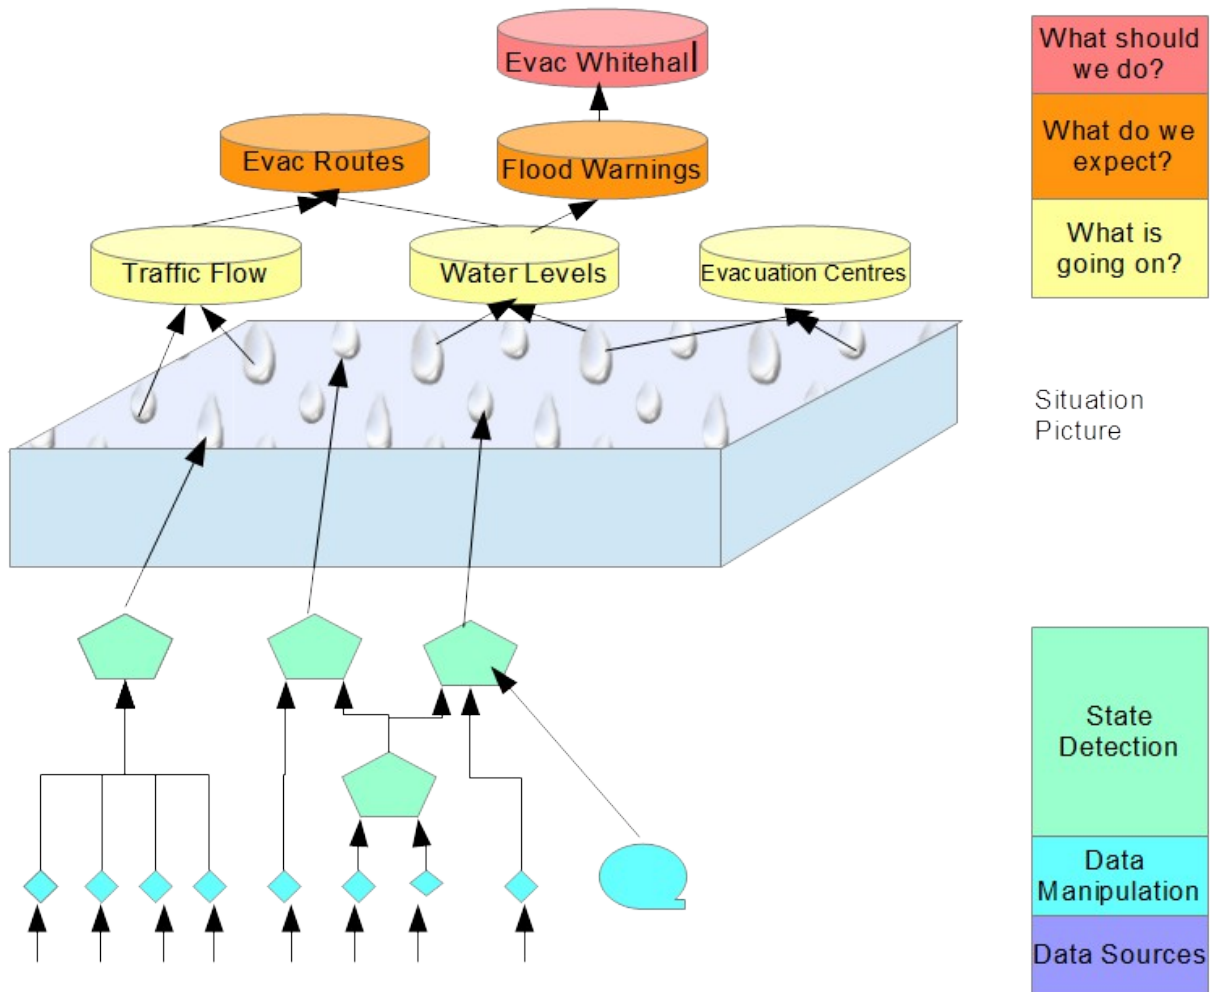 Evac Whitehall
What should
we do?
Evac Routes
Flood Warnings
What do we
expect?
Traffic Flow
Water Levels
Evacuation Centres
What is
going on?
Situation
Picture
State
Detection
Data
Manipulation
Data Sources